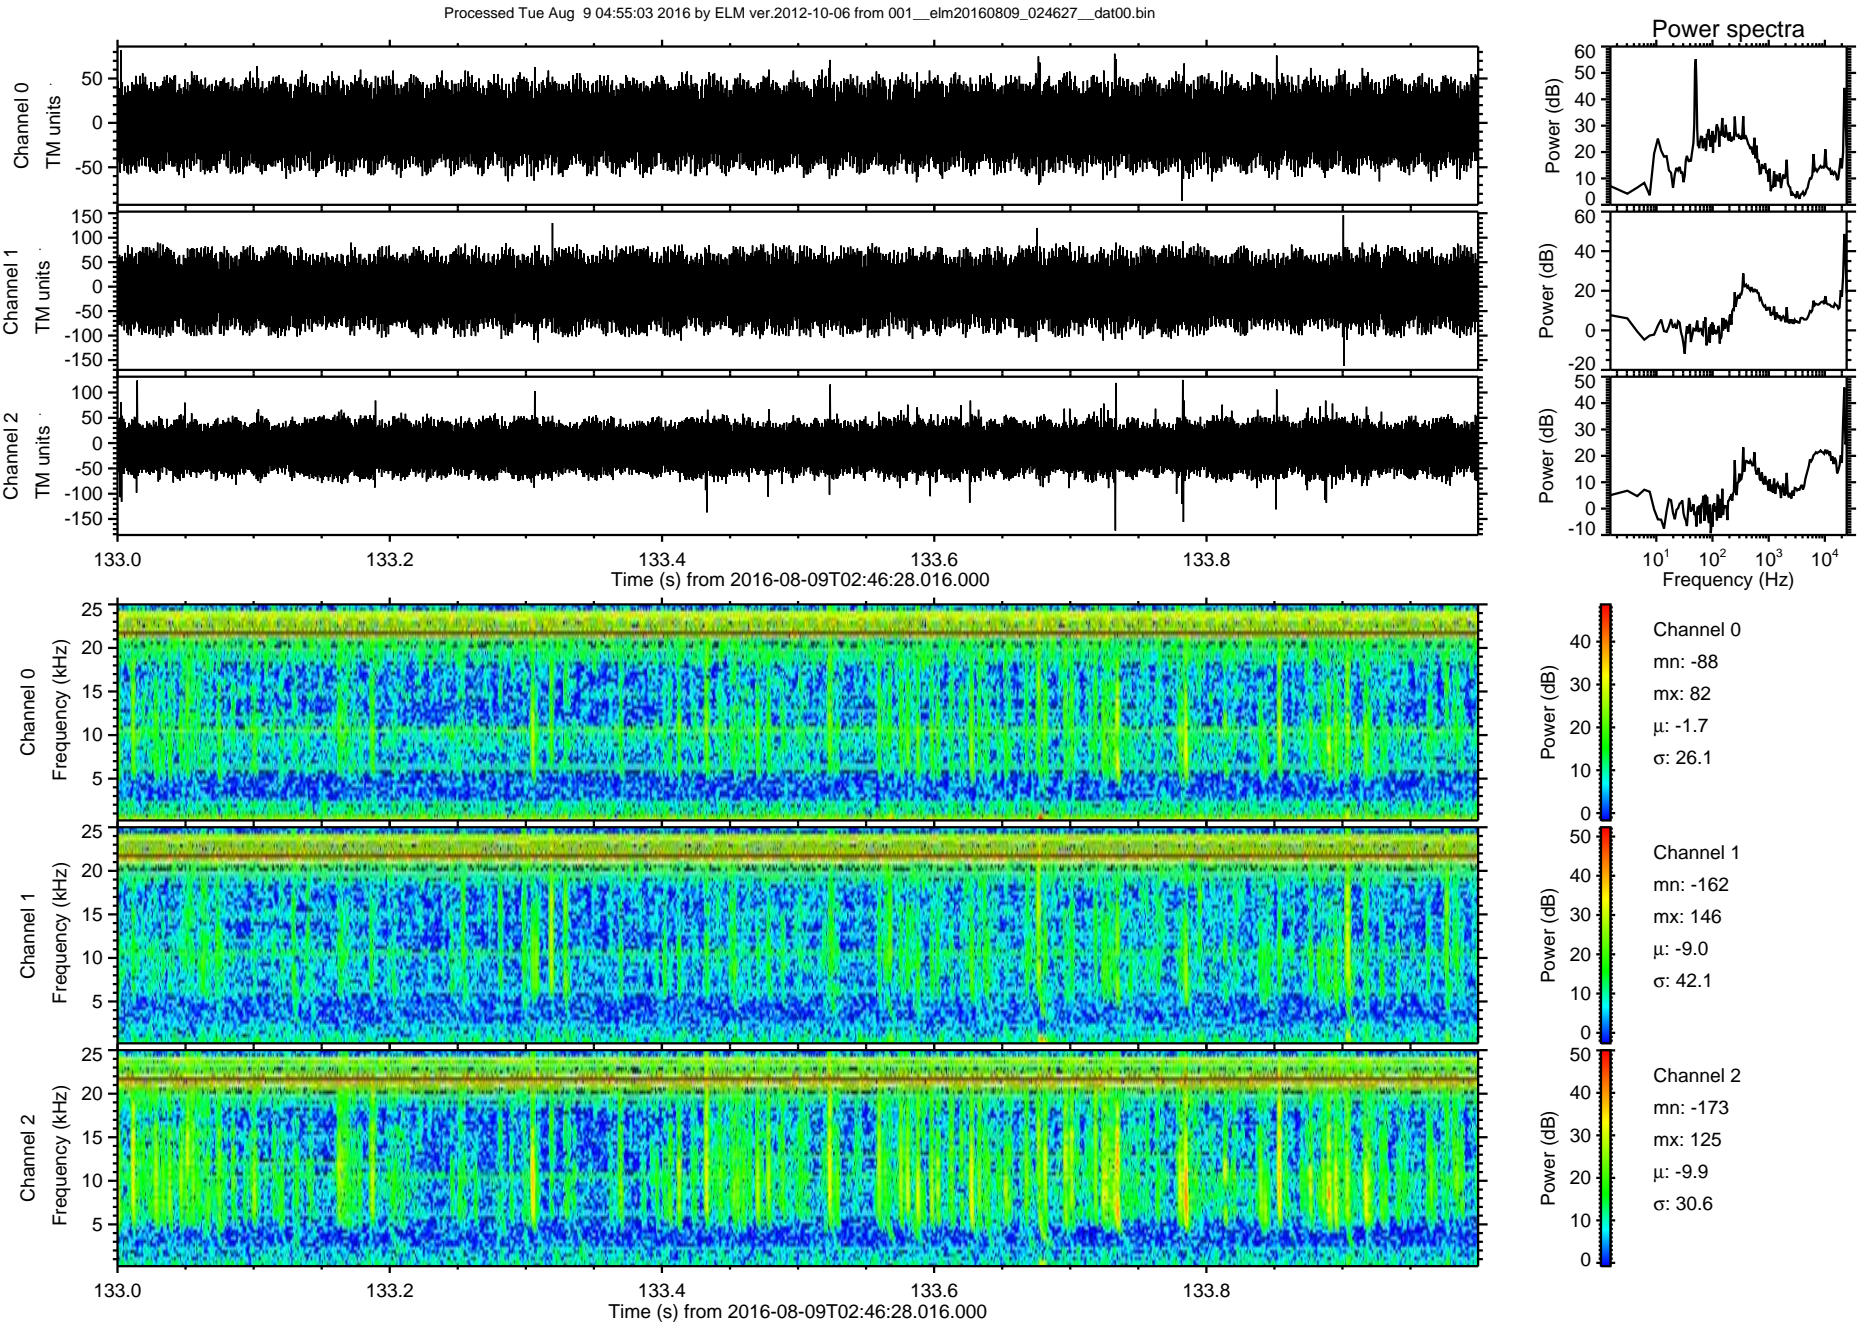 Processed Tue Aug  9 04:55:03 2016 by ELM ver.2012-10-06 from 001__elm20160809_024627__dat00.bin
Power spectra
Channel 0
TM units
50
0
-50
Power (dB)
60
50
40
30
20
10
0
Channel 1
TM units
150
100
50
0
-50
-100
-150
Power (dB)
60
40
20
0
-20
Channel 2
TM units
100
50
0
-50
-100
-150
Power (dB)
50
40
30
20
10
0
-10
133.0 133.2 133.4 133.6 133.8
Time (s) from 2016-08-09T02:46:28.016.000
10¹ 10² 10³ 10⁴
Frequency (Hz)
Channel 0
Frequency (kHz)
25
20
15
10
5
Power (dB)
40
30
20
10
0
Channel 0
mn: -88
mx: 82
μ: -1.7
σ: 26.1
Channel 1
Frequency (kHz)
25
20
15
10
5
Power (dB)
50
40
30
20
10
0
Channel 1
mn: -162
mx: 146
μ: -9.0
σ: 42.1
Channel 2
Frequency (kHz)
25
20
15
10
5
Power (dB)
50
40
30
20
10
0
Channel 2
mn: -173
mx: 125
μ: -9.9
σ: 30.6
133.0 133.2 133.4 133.6 133.8
Time (s) from 2016-08-09T02:46:28.016.000